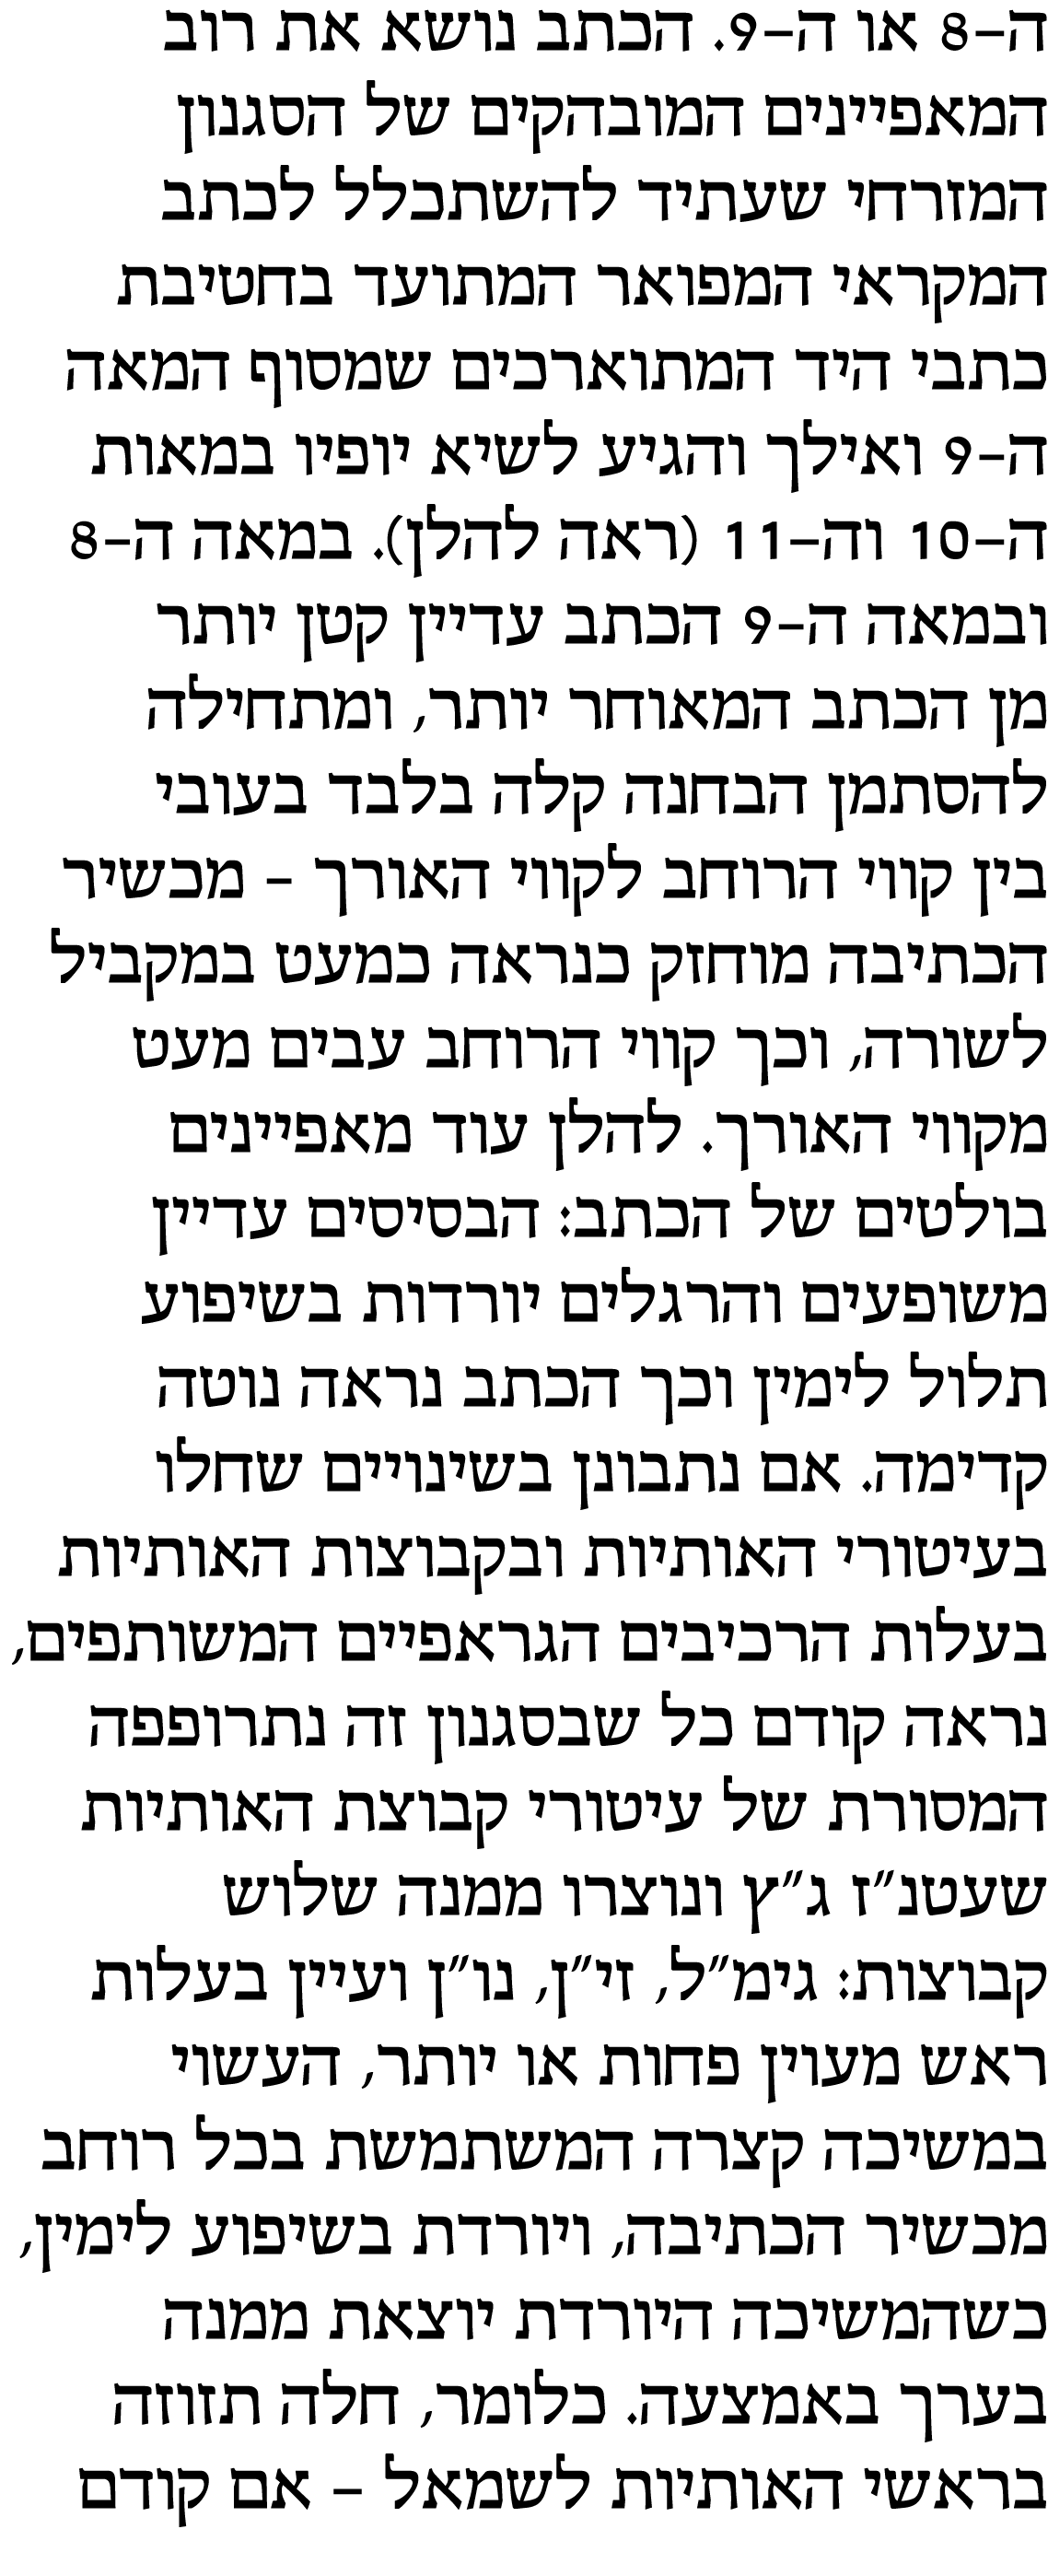 ה-8 או ה-9. הכתב נושא את רוב
המאפיינים המובהקים של הסגנון
המזרחי שעתיד להשתכלל לכתב
המקראי המפואר המתועד בחטיבת
כתבי היד המתוארכים שמסוף המאה
ה-9 ואילך והגיע לשיא יופיו במאות
ה-10 וה-11 (ראה להלן). במאה ה-8
ובמאה ה-9 הכתב עדיין קטן יותר
מן הכתב המאוחר יותר, ומתחילה
להסתמן הבחנה קלה בלבד בעובי
בין קווי הרוחב לקווי האורך – מכשיר
הכתיבה מוחזק כנראה כמעט במקביל
לשורה, וכך קווי הרוחב עבים מעט
מקווי האורך. להלן עוד מאפיינים
בולטים של הכתב: הבסיסים עדיין
משופעים והרגלים יורדות בשיפוע
תלול לימין וכך הכתב נראה נוטה
קדימה. אם נתבונן בשינויים שחלו
בעיטורי האותיות ובקבוצות האותיות
בעלות הרכיבים הגראפיים המשותפים,
נראה קודם כל שבסגנון זה נתרופפה
המסורת של עיטורי קבוצת האותיות
שעטנ"ז ג"ץ ונוצרו ממנה שלוש
קבוצות: גימ"ל, זי"ן, נו"ן ועיין בעלות
ראש מעוין פחות או יותר, העשוי
במשיכה קצרה המשתמשת בכל רוחב
מכשיר הכתיבה, ויורדת בשיפוע לימין,
כשהמשיכה היורדת יוצאת ממנה
בערך באמצעה. כלומר, חלה תזוזה
בראשי האותיות לשמאל – אם קודם